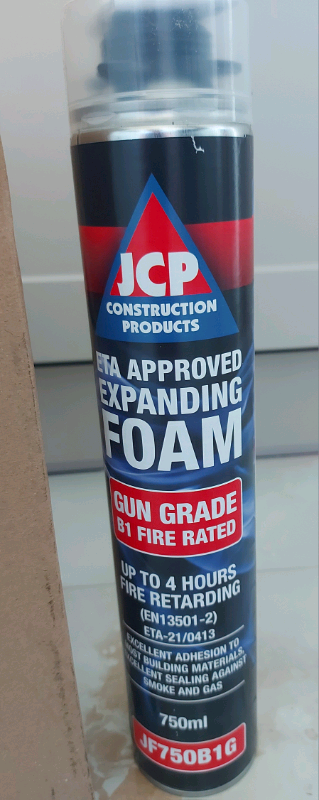 JCP
CONSTRUCTION
PRODUCTS
ETA APPROVED
EXPANDING
FOAM
GUN GRADE
B1 FIRE RATED
UP TO 4 HOURS
FIRE RETARDING
(EN13501-2)
ETA-21/0413
EXCELLENT ADHESION TO
MOST BUILDING MATERIALS,
EXCELLENT SEALING AGAINST
SMOKE AND GAS
750ml
JF750B1G